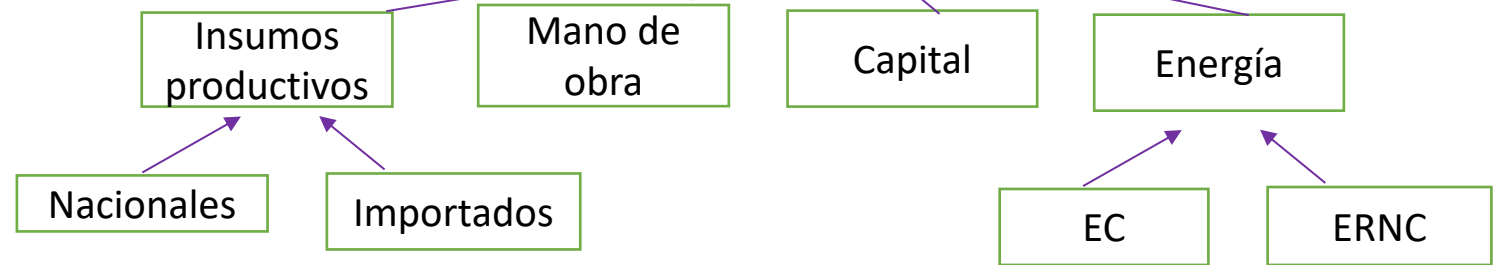 Insumos
productivos
Mano de
obra
Capital
Energía
Nacionales
Importados
EC
ERNC